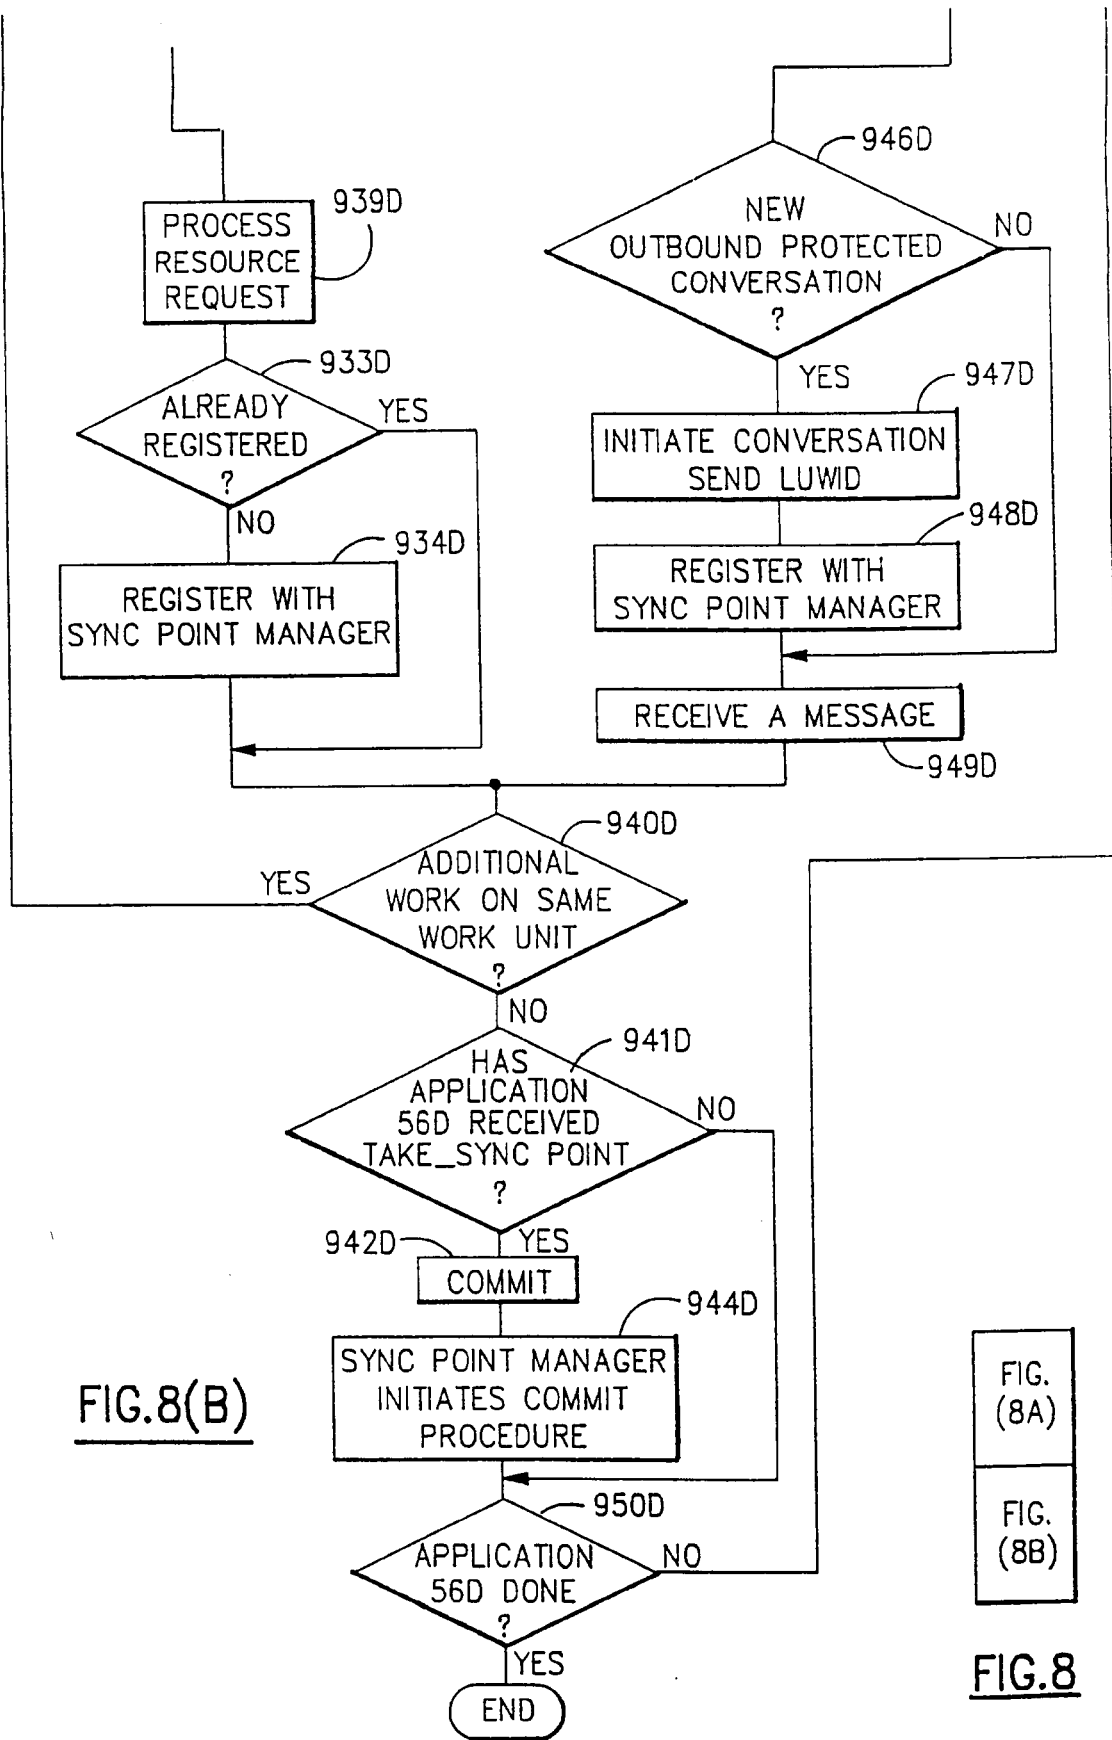 946D
NEW
OUTBOUND PROTECTED
CONVERSATION
?
NO
YES
939D
PROCESS
RESOURCE
REQUEST
933D
ALREADY
REGISTERED
?
YES
NO
947D
INITIATE CONVERSATION
SEND LUWID
934D
REGISTER WITH
SYNC POINT MANAGER
948D
REGISTER WITH
SYNC POINT MANAGER
RECEIVE A MESSAGE
949D
940D
ADDITIONAL
WORK ON SAME
WORK UNIT
?
YES
NO
941D
HAS
APPLICATION
56D RECEIVED
TAKE_SYNC POINT
?
NO
YES
942D
COMMIT
944D
SYNC POINT MANAGER
INITIATES COMMIT
PROCEDURE
950D
APPLICATION
56D DONE
?
NO
YES
END
FIG.8(B)
FIG.
(8A)
FIG.
(8B)
FIG.8